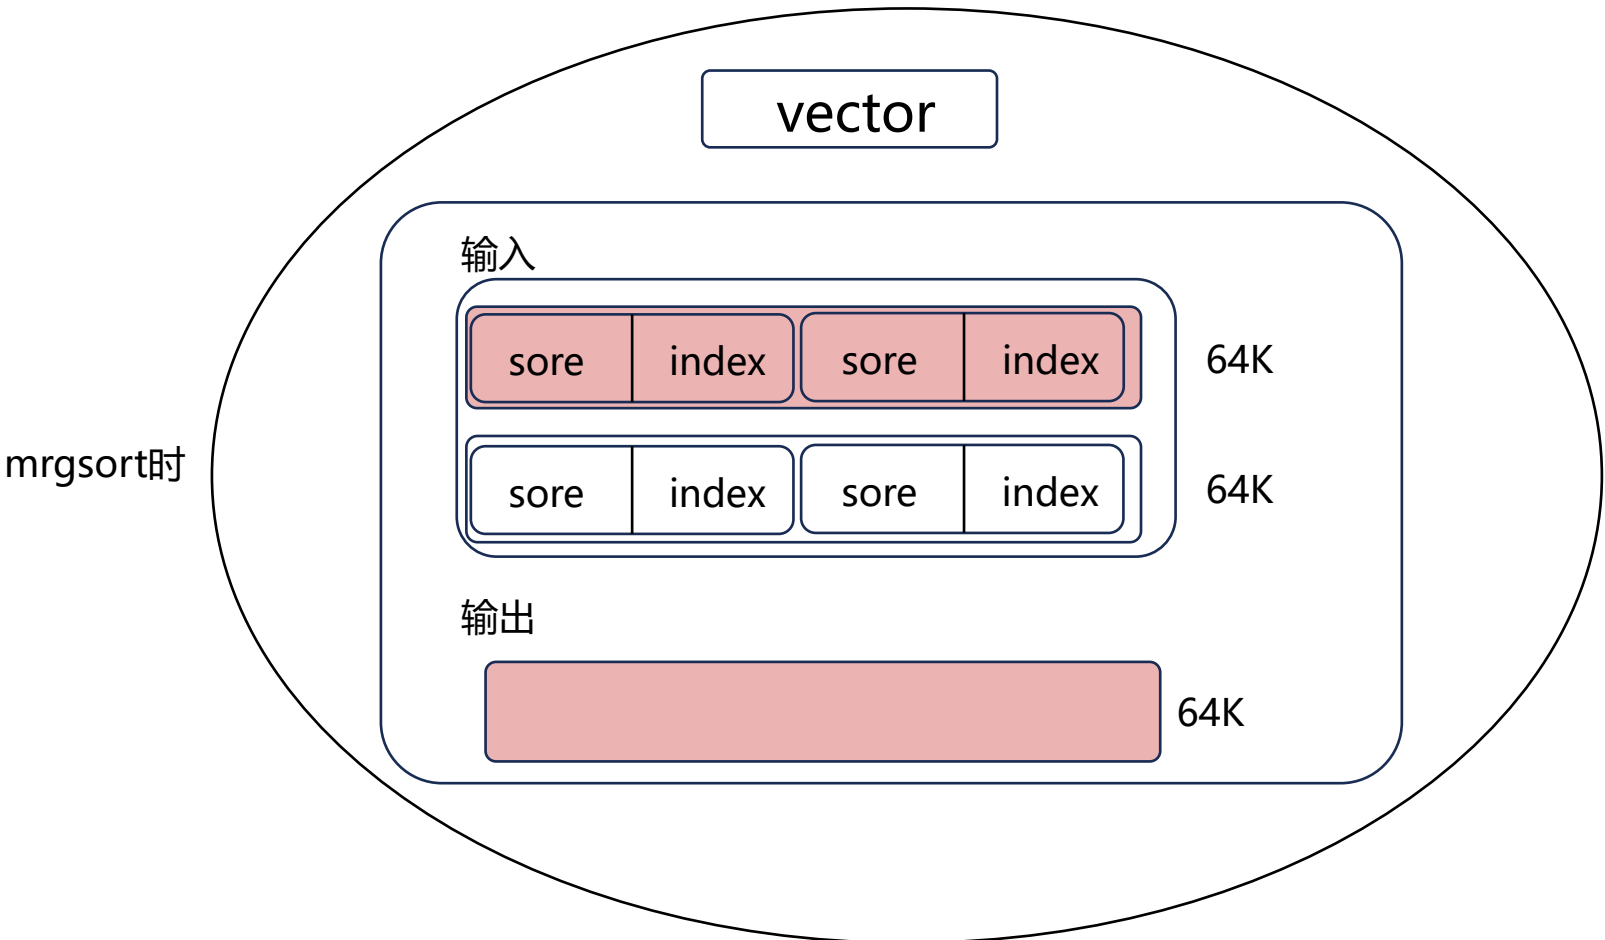 vector
输入
sore index sore index 64K
mrgsort时
sore index sore index 64K
输出
64K